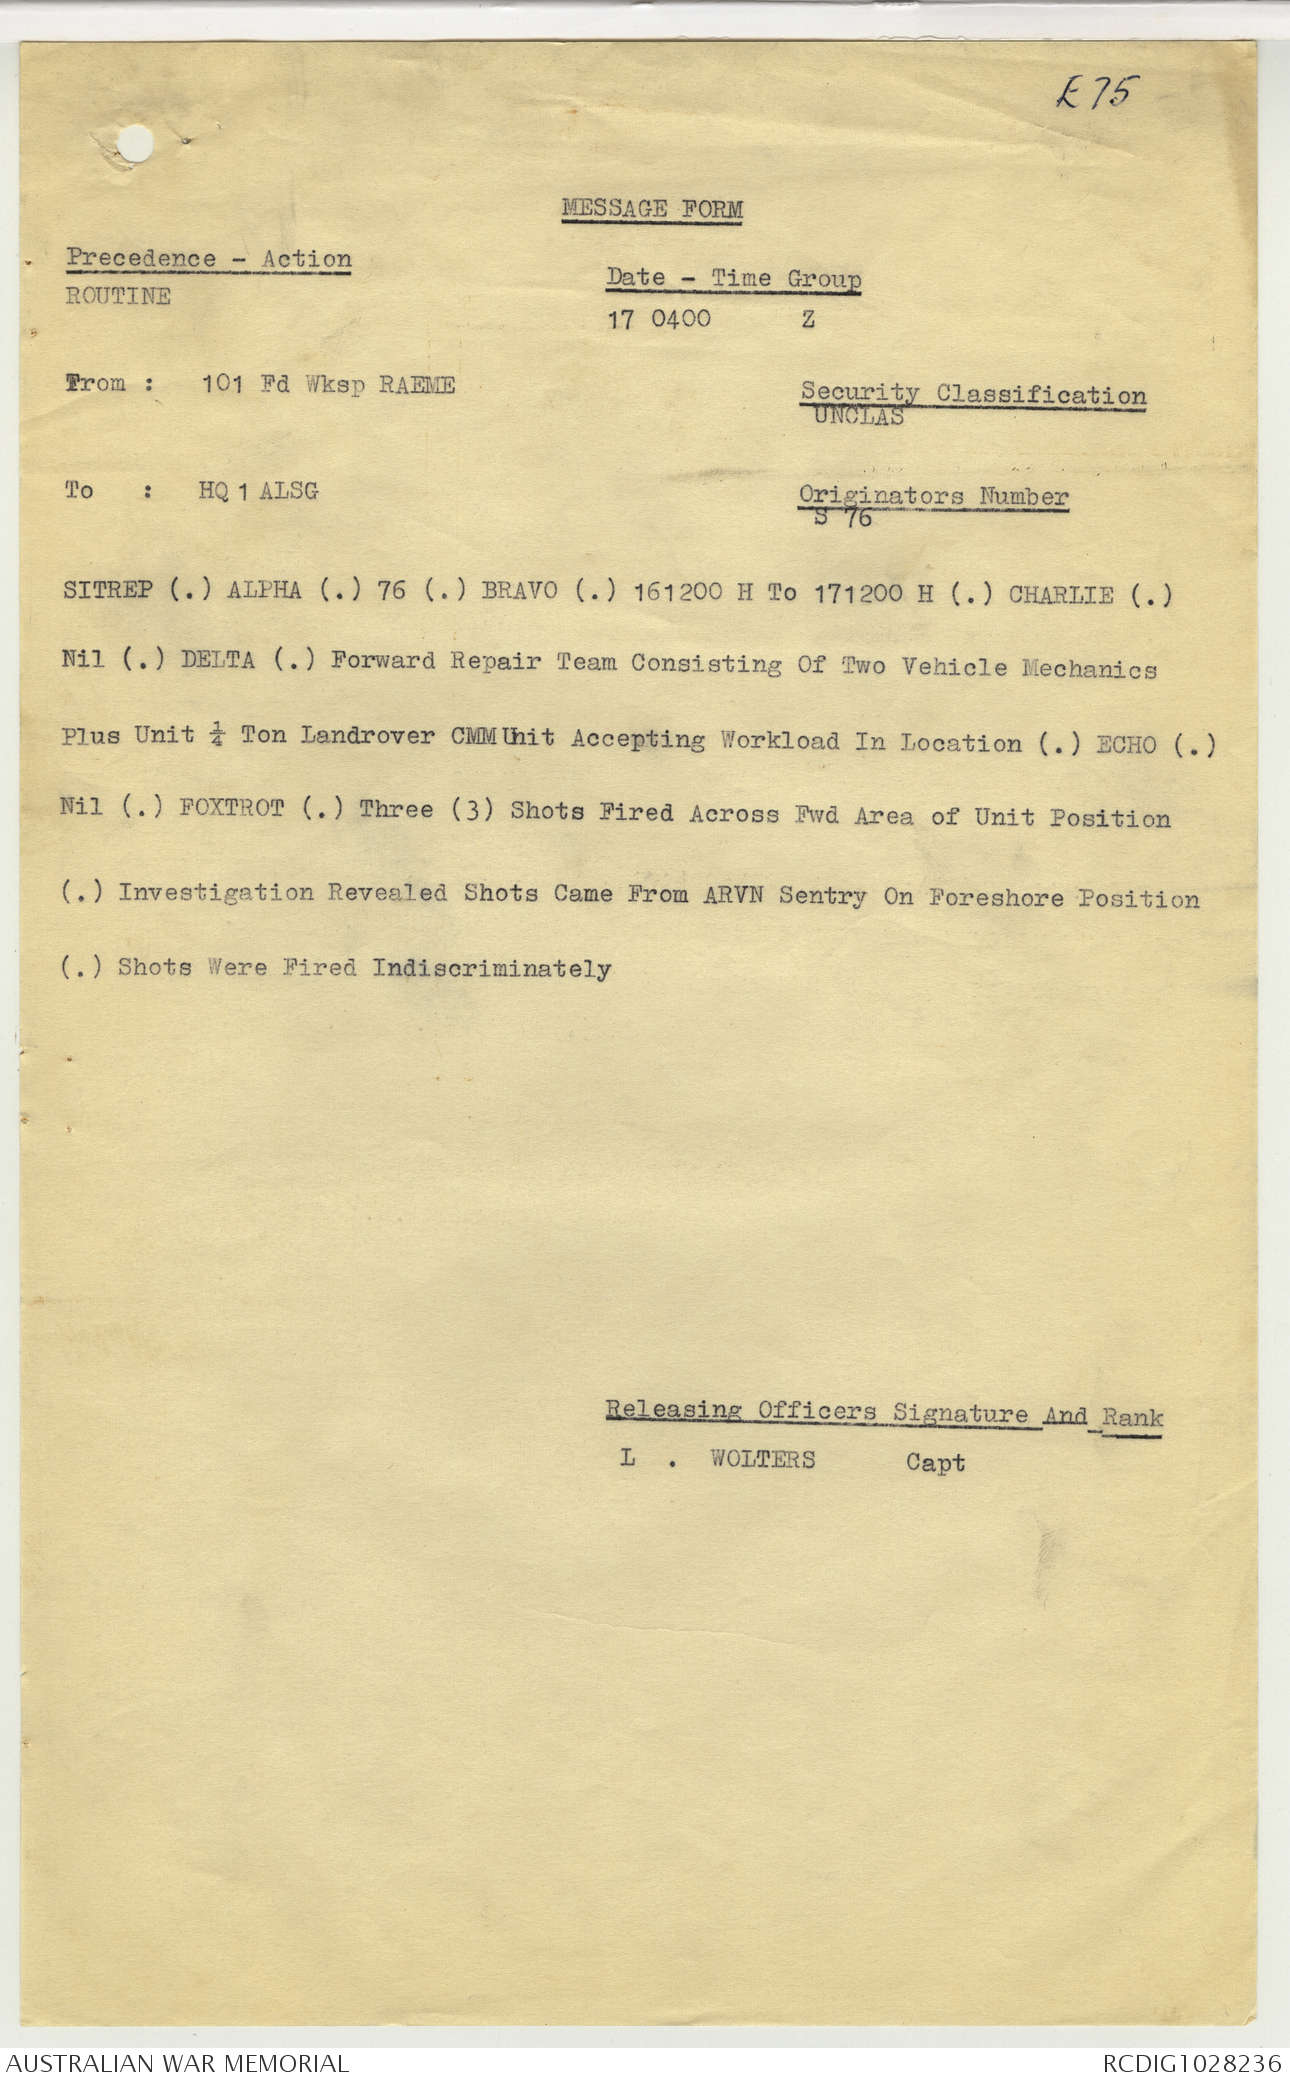 E75
MESSAGE FORM
Precedence - Action
ROUTINE
Date - Time Group
17 0400 Z
From : 101 Fd Wksp RAEME
Security Classification
UNCLAS
To : HQ 1 ALSG
Originators Number
S 76
SITREP (.) ALPHA (.) 76 (.) BRAVO (.) 161200 H To 171200 H (.) CHARLIE (.)
Nil (.) DELTA (.) Forward Repair Team Consisting Of Two Vehicle Mechanics
Plus Unit ¼ Ton Landrover CMM Unit Accepting Workload In Location (.) ECHO (.)
Nil (.) FOXTROT (.) Three (3) Shots Fired Across Fwd Area of Unit Position
(.) Investigation Revealed Shots Came From ARVN Sentry On Foreshore Position
(.) Shots Were Fired Indiscriminately
Releasing Officers Signature And Rank
L . WOLTERS Capt
AUSTRALIAN WAR MEMORIAL
RCDIG1028236